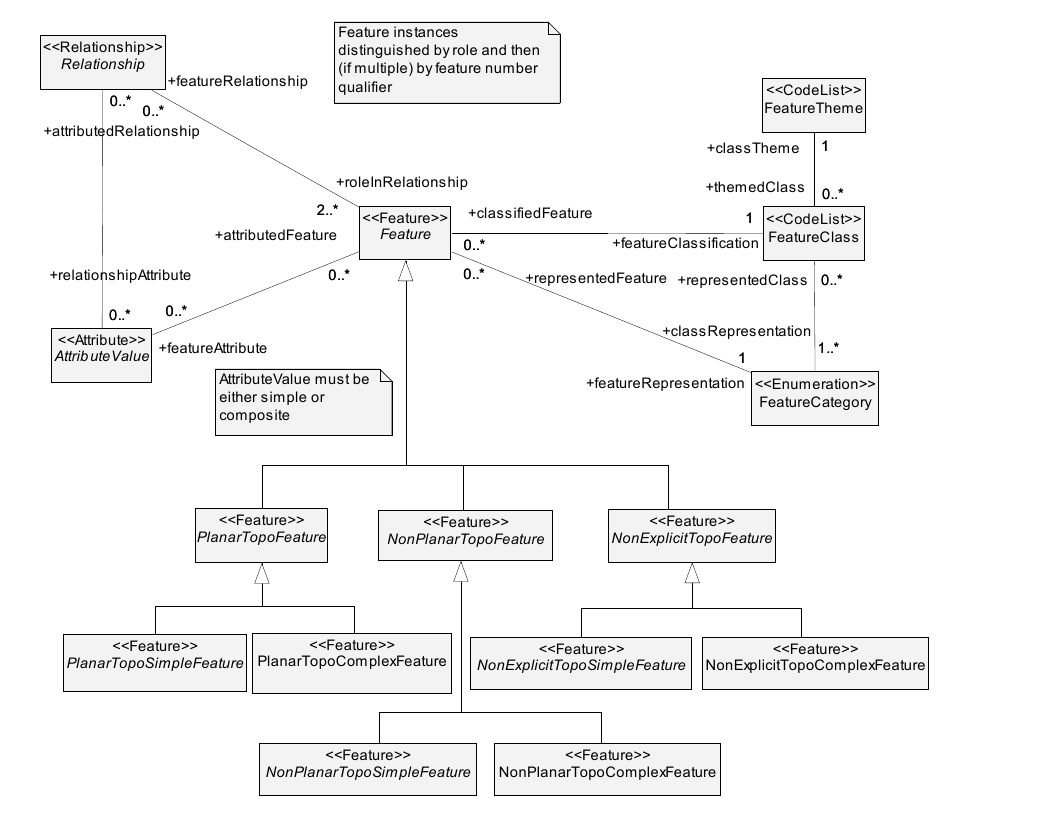 Feature instances
distinguished by role and then
(if multiple) by feature number
qualifier
<<Relationship>>
Relationship
+featureRelationship
0..*
0..*
+attributedRelationship
<<CodeList>>
FeatureTheme
+classTheme
1
+themedClass
0..*
+roleInRelationship
2..*
<<Feature>>
Feature
+attributedFeature
0..*
+classifiedFeature
0..*
1
+featureClassification
<<CodeList>>
FeatureClass
+relationshipAttribute
0..*
0..*
0..*
+representedFeature
+representedClass
0..*
<<Attribute>>
AttributeValue
+featureAttribute
+classRepresentation
1..*
1
+featureRepresentation
<<Enumeration>>
FeatureCategory
AttributeValue must be
either simple or
composite
<<Feature>>
PlanarTopoFeature
<<Feature>>
NonPlanarTopoFeature
<<Feature>>
NonExplicitTopoFeature
<<Feature>>
PlanarTopoSimpleFeature
<<Feature>>
PlanarTopoComplexFeature
<<Feature>>
NonExplicitTopoSimpleFeature
<<Feature>>
NonExplicitTopoComplexFeature
<<Feature>>
NonPlanarTopoSimpleFeature
<<Feature>>
NonPlanarTopoComplexFeature